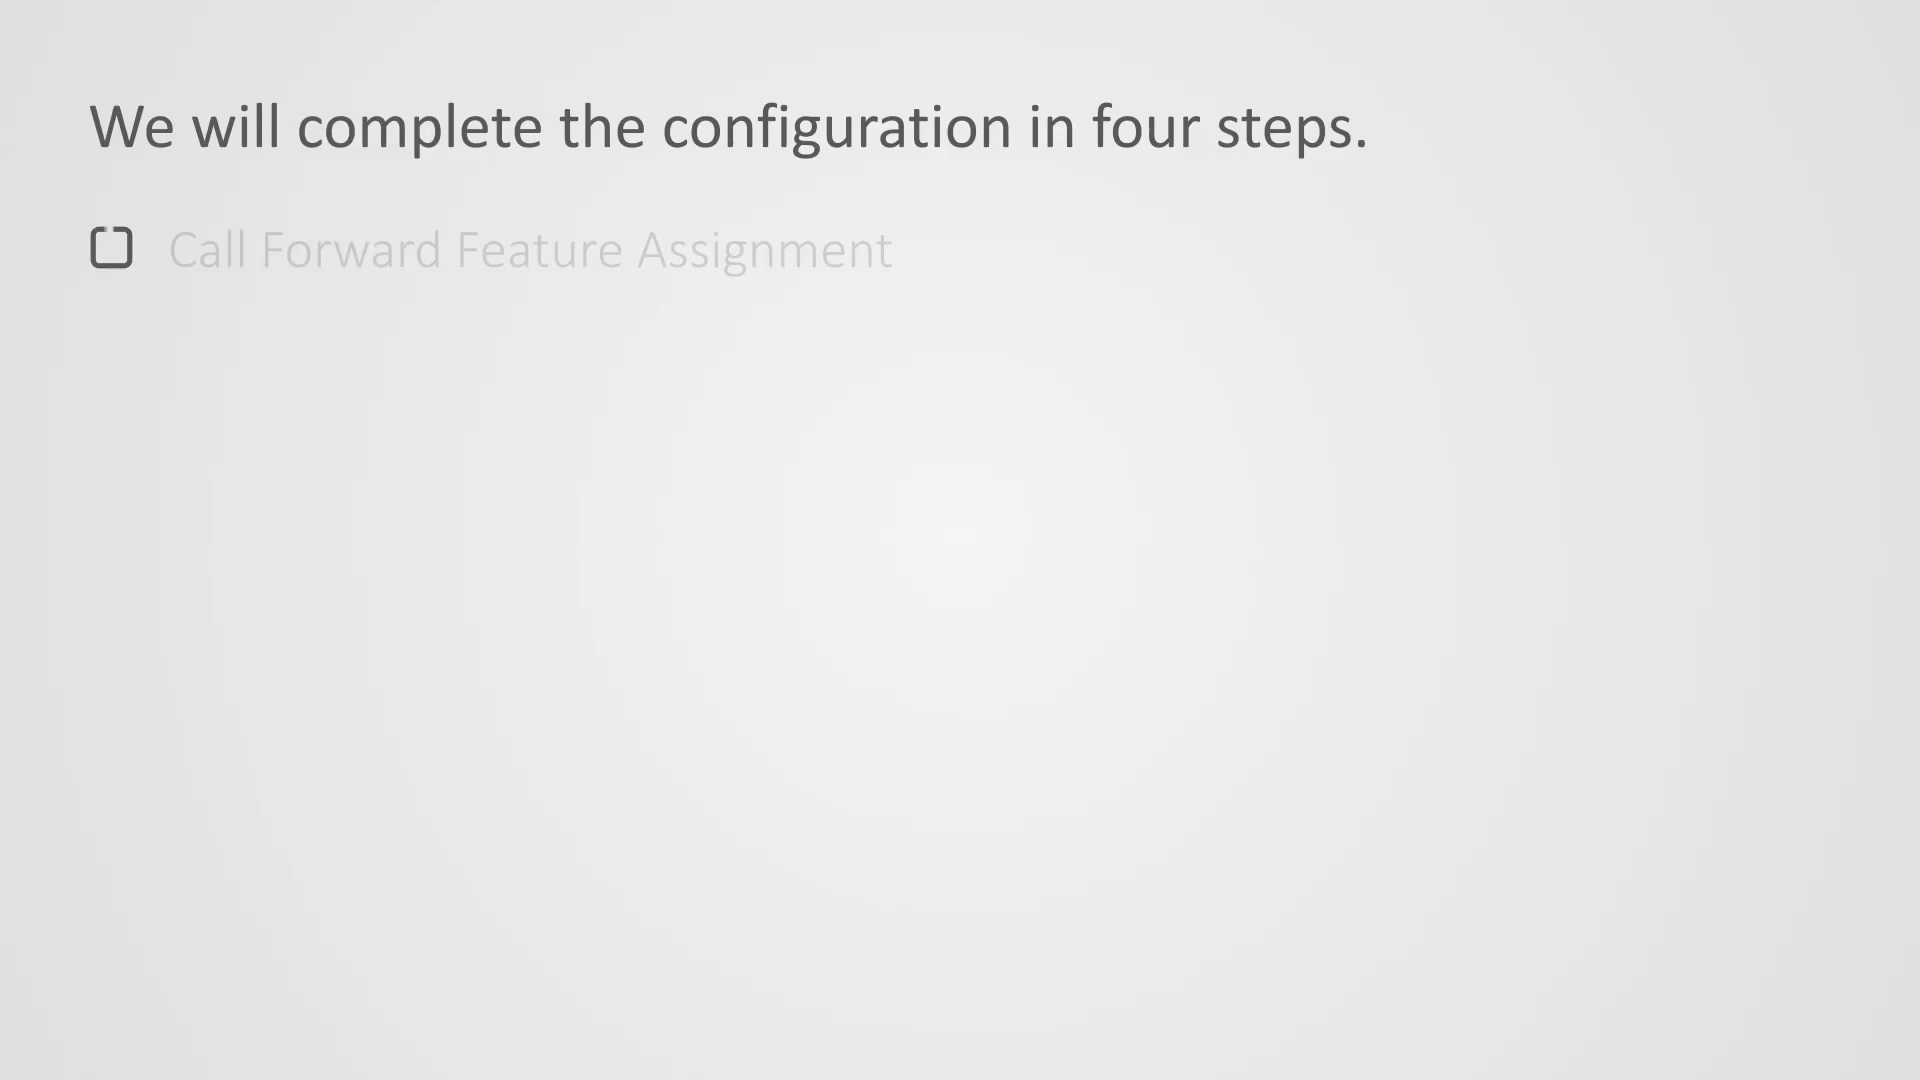 We will complete the configuration in four steps.
Call Forward Feature Assignment